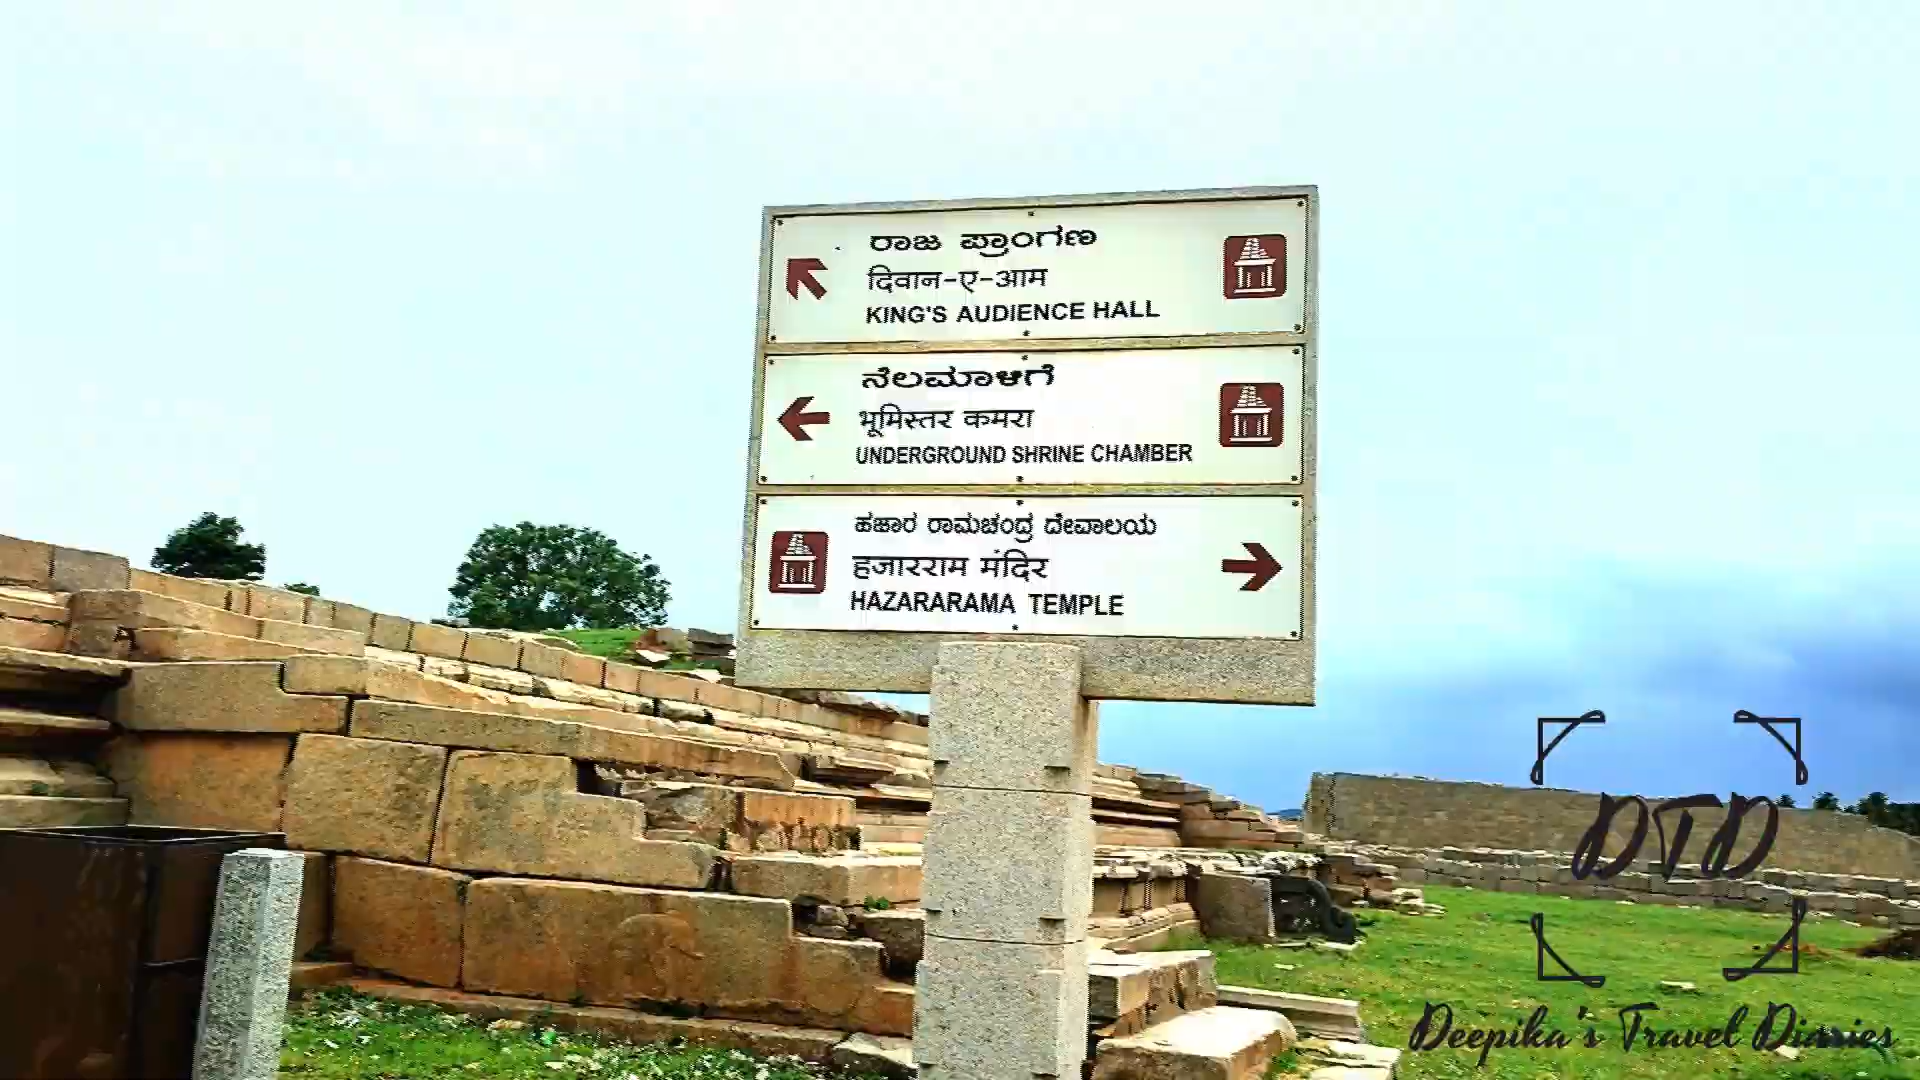 ರಾಜ ಪ್ರಾಂಗಣ
दिवान-ए-आम
KING'S AUDIENCE HALL
ನೆಲಮಾಳಿಗೆ
भूमिस्तर कमरा
UNDERGROUND SHRINE CHAMBER
ಹಜಾರ ರಾಮಚಂದ್ರ ದೇವಾಲಯ
हजारराम मंदिर
HAZARARAMA TEMPLE
DTD
Deepika's Travel Diaries